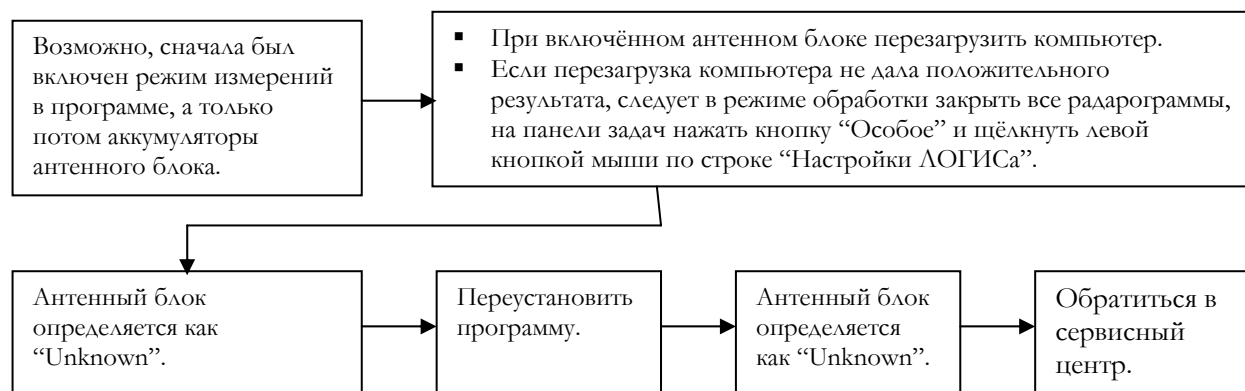 Возможно, сначала был
включен режим измерений
в программе, а только
потом аккумуляторы
антенного блока.
▪ При включённом антенном блоке перезагрузить компьютер.
▪ Если перезагрузка компьютера не дала положительного
результата, следует в режиме обработки закрыть все радарограммы,
на панели задач нажать кнопку “Особое” и щёлкнуть левой
кнопкой мыши по строке “Настройки ЛОГИСа”.
Антенный блок
определяется как
“Unknown”.
Переустановить
программу.
Антенный блок
определяется
как “Unknown”.
Обратиться в
сервисный
центр.